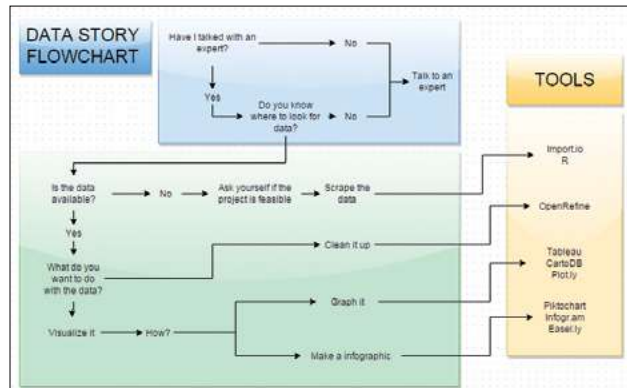 DATA STORY
FLOWCHART
Have I talked with an
expert?
No
Talk to an
expert
Yes
Do you know
where to look for
data?
No
TOOLS
Is the data
available?
No
Ask yourself if the
project is feasible
Scrape the
data
Import.io
R
Yes
Clean it up
OpenRefine
What do you
want to do
with the data?
Graph it
Tableau
CartoDB
Plot.ly
Visualize it
How?
Make a infographic
Piktochart
Infogr.am
Easel.ly